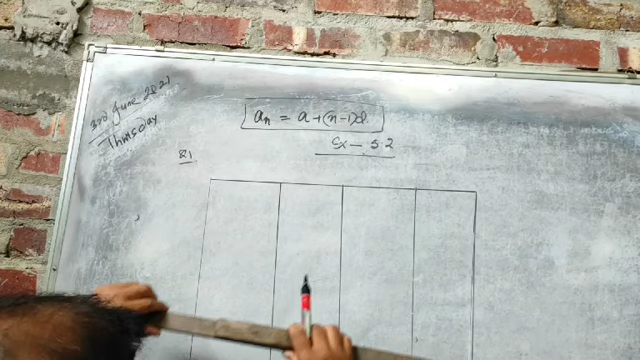 3rd June 2021
Thursday
an = a + (n-1)d
Ex - 5.2
Q1